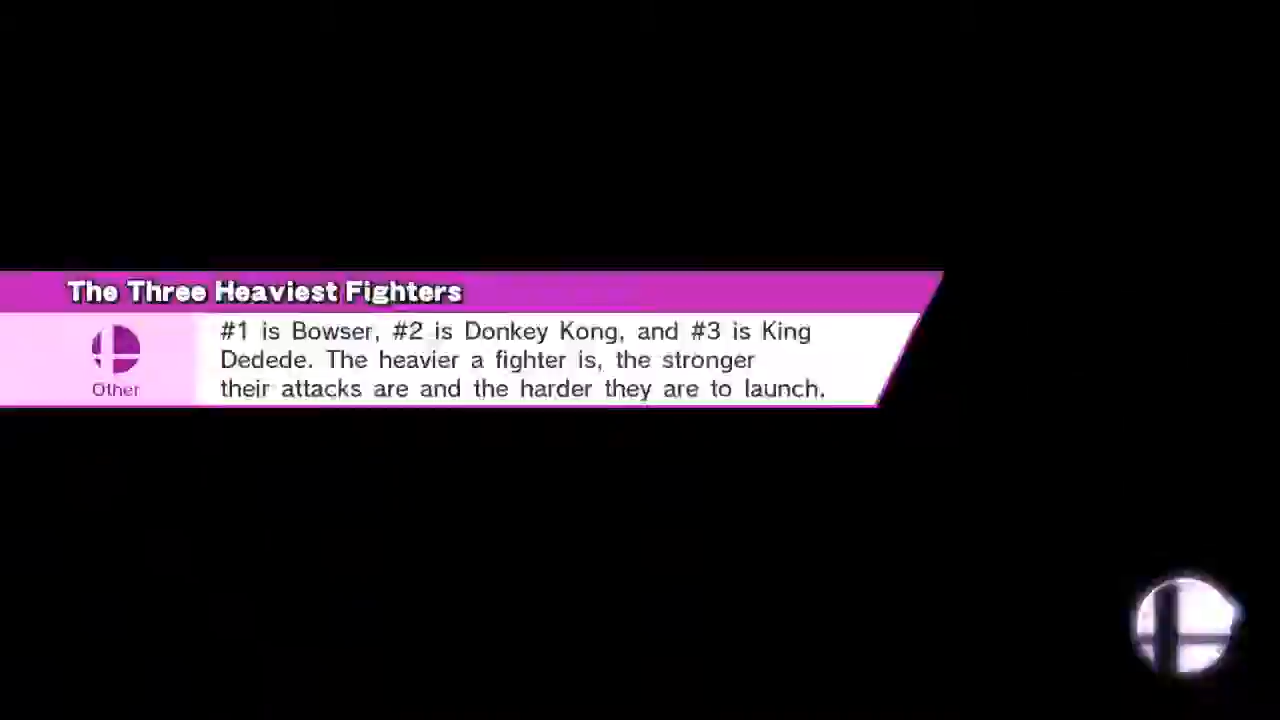 The Three Heaviest Fighters
#1 is Bowser, #2 is Donkey Kong, and #3 is King
Dedede. The heavier a fighter is, the stronger
their attacks are and the harder they are to launch.
Other